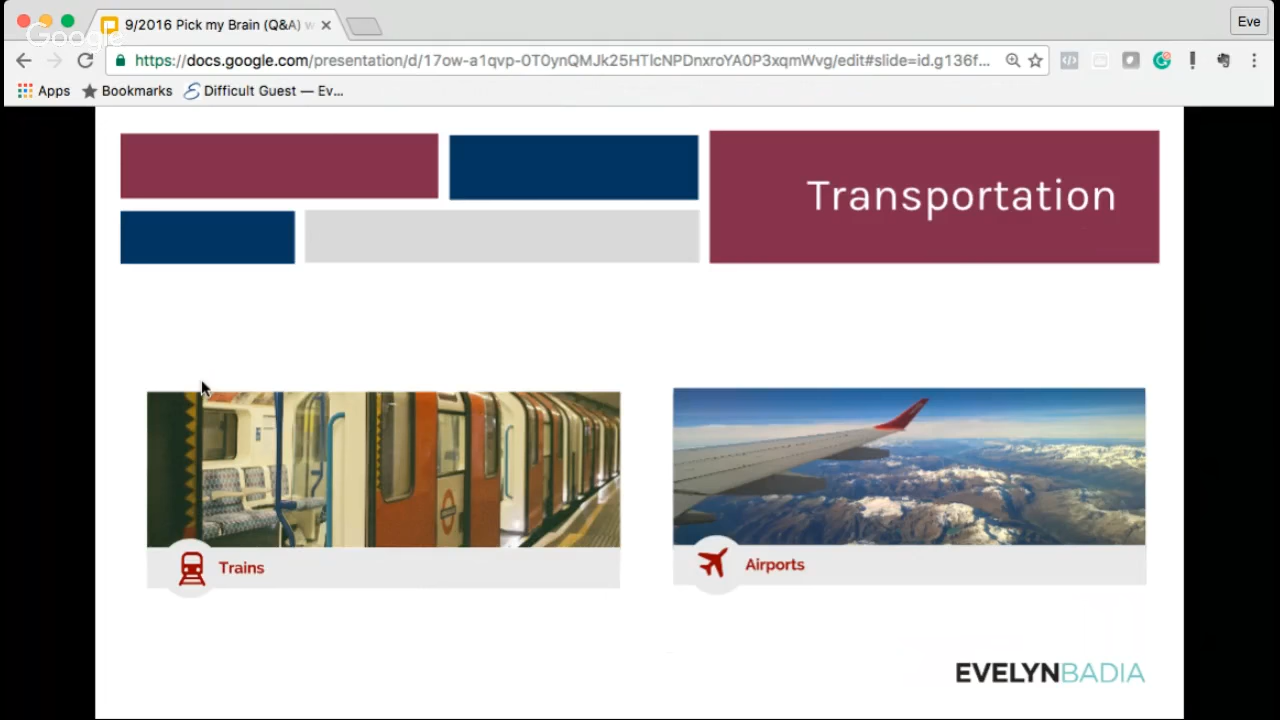 9/2016 Pick my Brain (Q&A) w
Eve
Google
https://docs.google.com/presentation/d/17ow-a1qvp-0T0ynQMJk25HTlcNPDnxroYA0P3xqmWvg/edit#slide=id.g136f...
Apps
Bookmarks
Difficult Guest — Ev...
Transportation
Trains
Airports
EVELYNBADIA